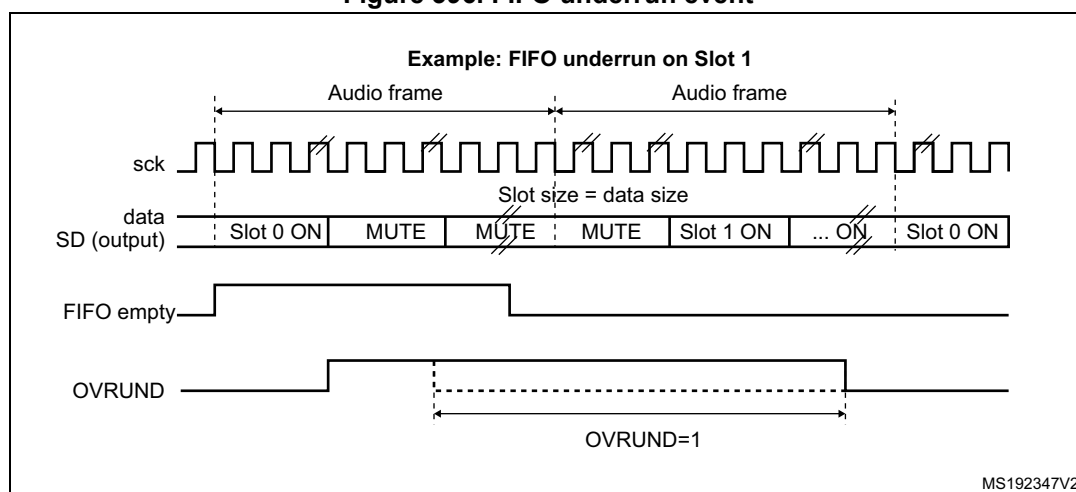 Example: FIFO underrun on Slot 1
Audio frame Audio frame
sck
Slot size = data size
data
SD (output) Slot 0 ON MUTE MUTE MUTE Slot 1 ON ... ON Slot 0 ON
FIFO empty
OVRUND
OVRUND=1
MS192347V2